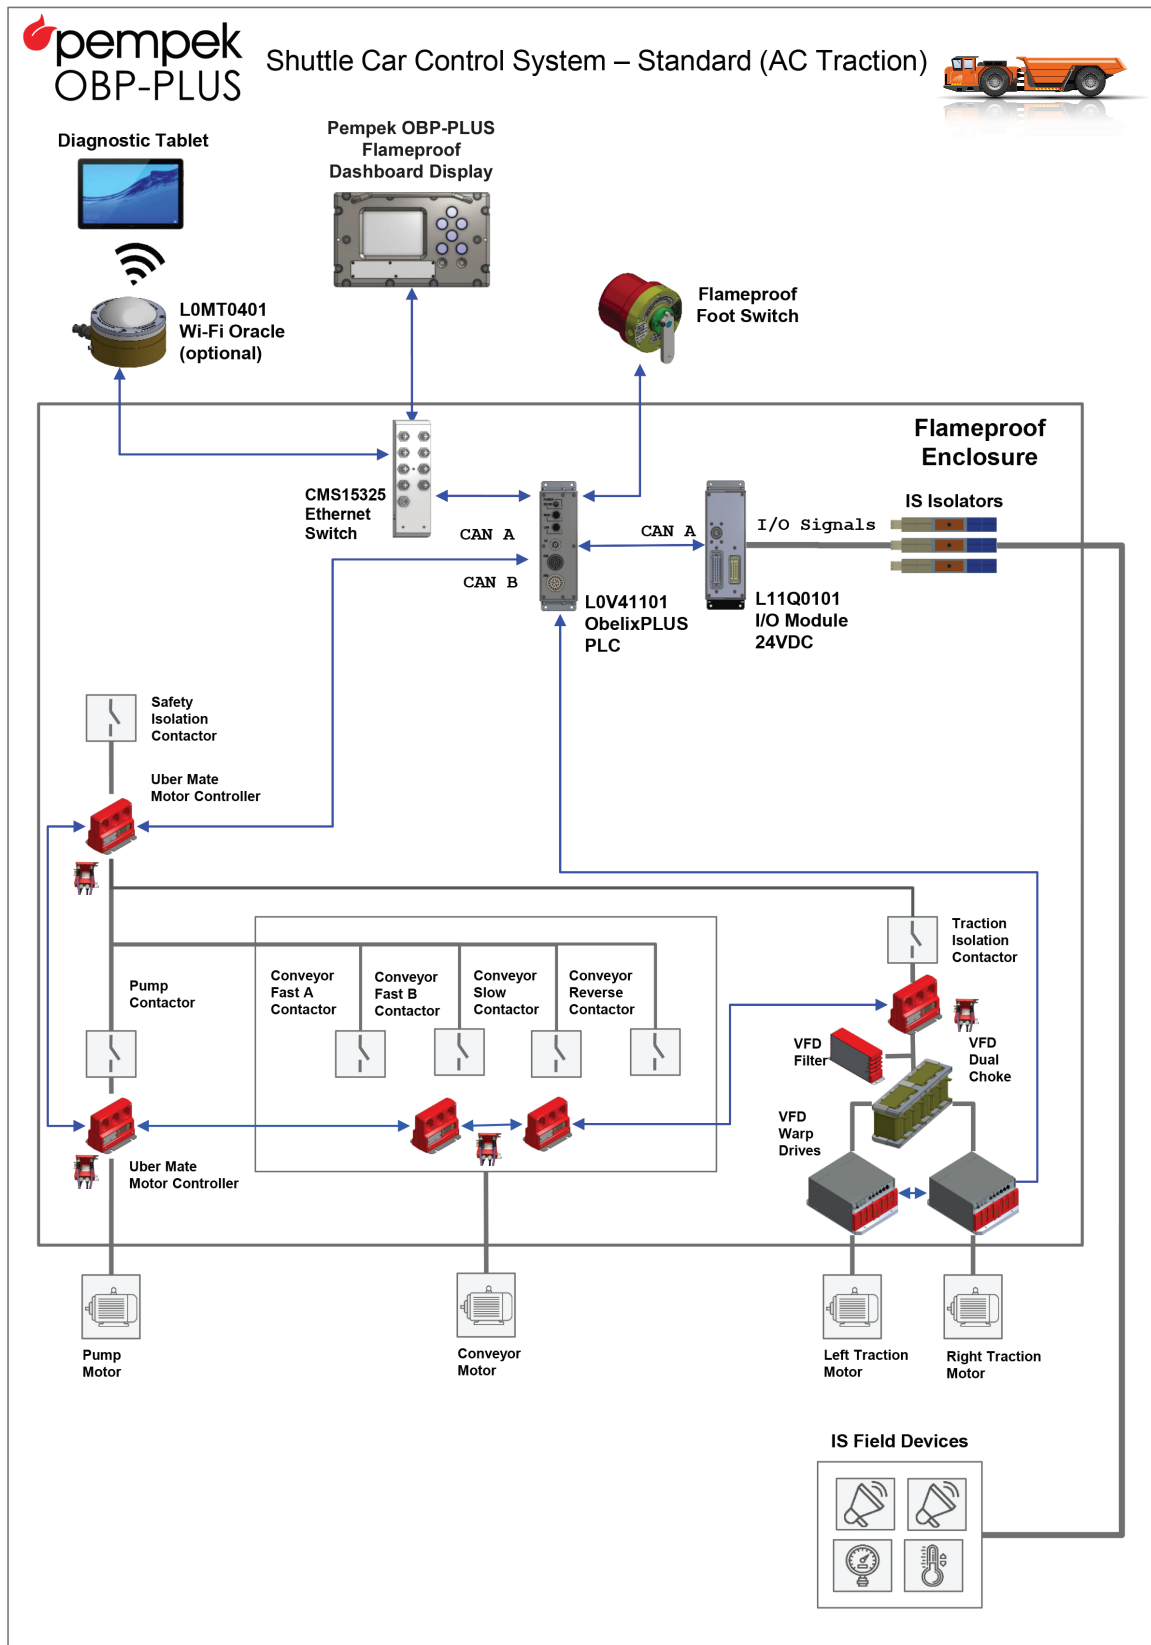 pempek
OBP-PLUS
Shuttle Car Control System – Standard (AC Traction)
Diagnostic Tablet
Pempek OBP-PLUS
Flameproof
Dashboard Display
L0MT0401
Wi-Fi Oracle
(optional)
Flameproof
Foot Switch
Flameproof
Enclosure
CMS15325
Ethernet
Switch
IS Isolators
I/O Signals
CAN A
CAN A
CAN B
L0V41101
ObelixPLUS
PLC
L11Q0101
I/O Module
24VDC
Safety
Isolation
Contactor
Uber Mate
Motor Controller
Traction
Isolation
Contactor
Pump
Contactor
Conveyor
Fast A
Contactor
Conveyor
Fast B
Contactor
Conveyor
Slow
Contactor
Conveyor
Reverse
Contactor
VFD
Filter
VFD
Dual
Choke
VFD
Warp
Drives
Uber Mate
Motor Controller
Pump
Motor
Conveyor
Motor
Left Traction
Motor
Right Traction
Motor
IS Field Devices